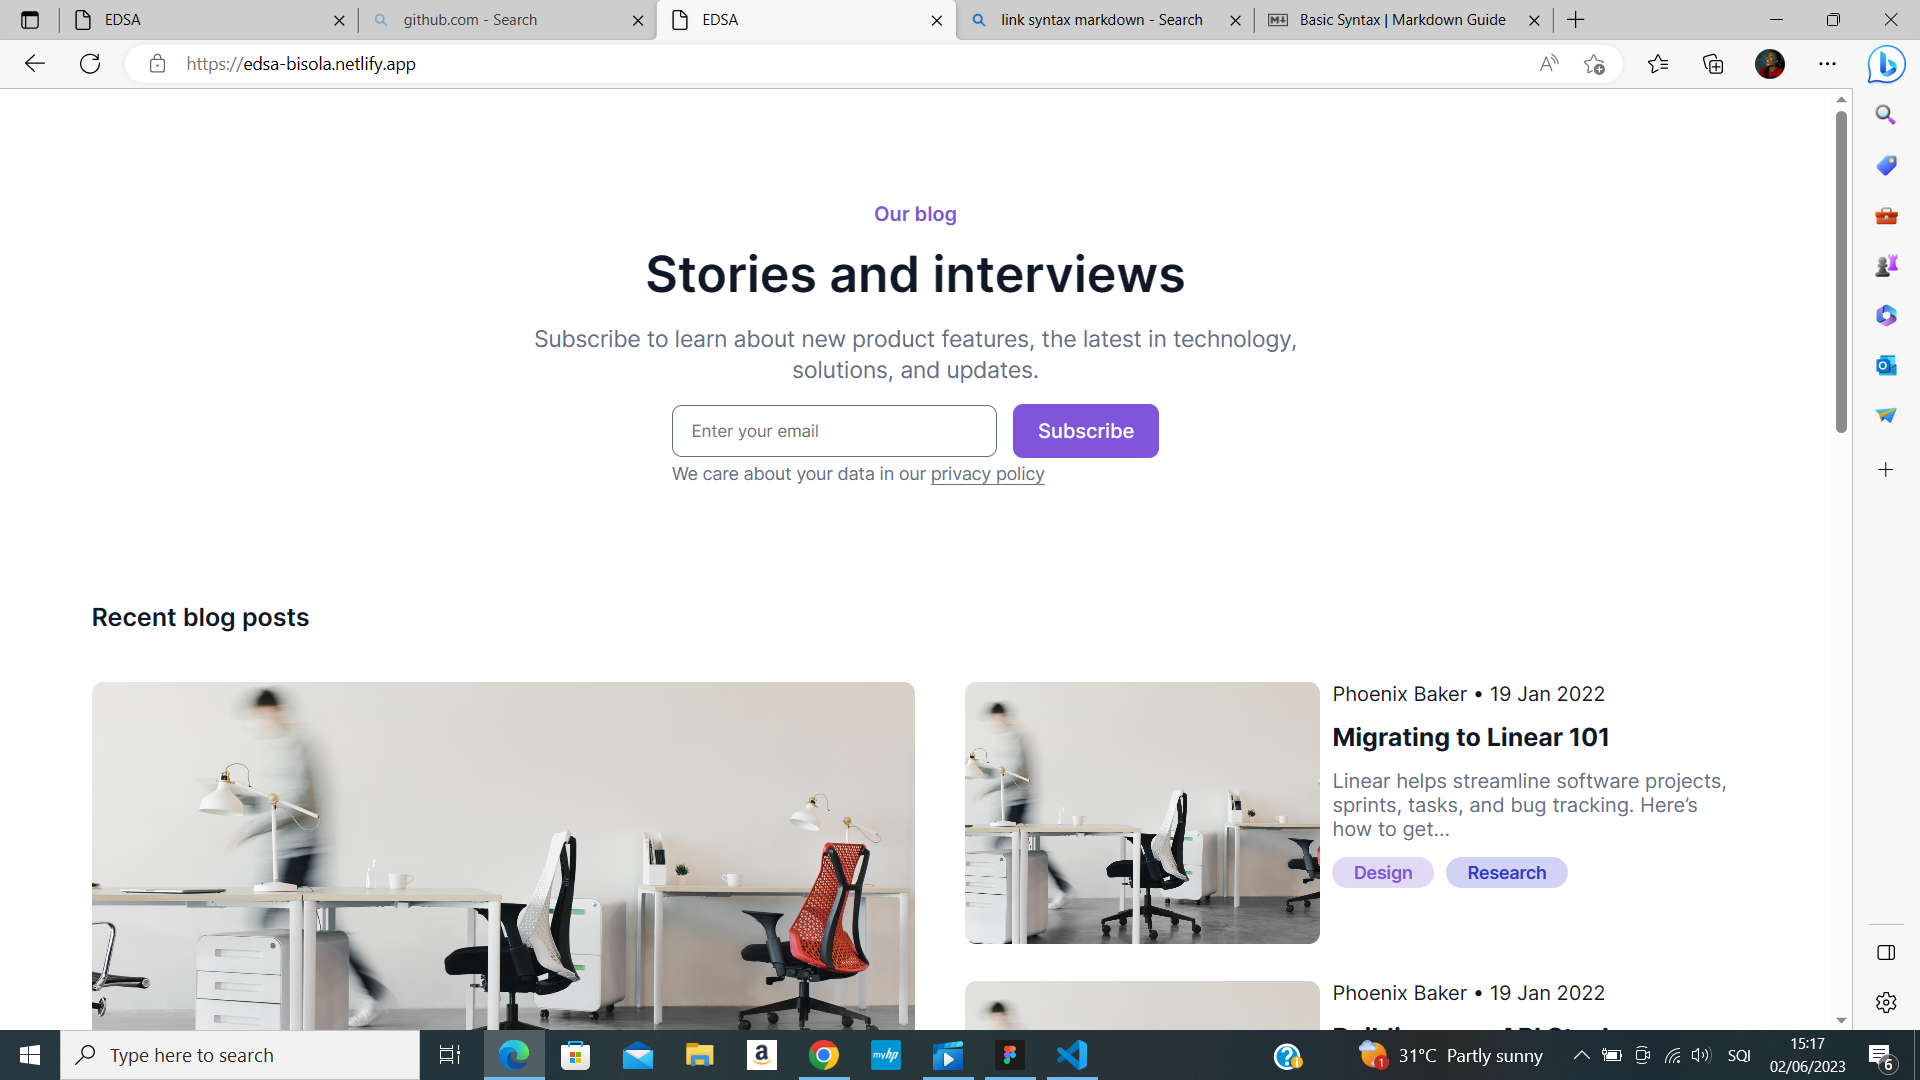 EDSA
github.com - Search
EDSA
link syntax markdown - Search
Basic Syntax | Markdown Guide
https://edsa-bisola.netlify.app
Our blog
Stories and interviews
Subscribe to learn about new product features, the latest in technology,
solutions, and updates.
Enter your email
Subscribe
We care about your data in our privacy policy
Recent blog posts
Phoenix Baker • 19 Jan 2022
Migrating to Linear 101
Linear helps streamline software projects,
sprints, tasks, and bug tracking. Here’s
how to get...
Design
Research
Phoenix Baker • 19 Jan 2022
Type here to search
31°C Partly sunny
SQI
15:17
02/06/2023
6